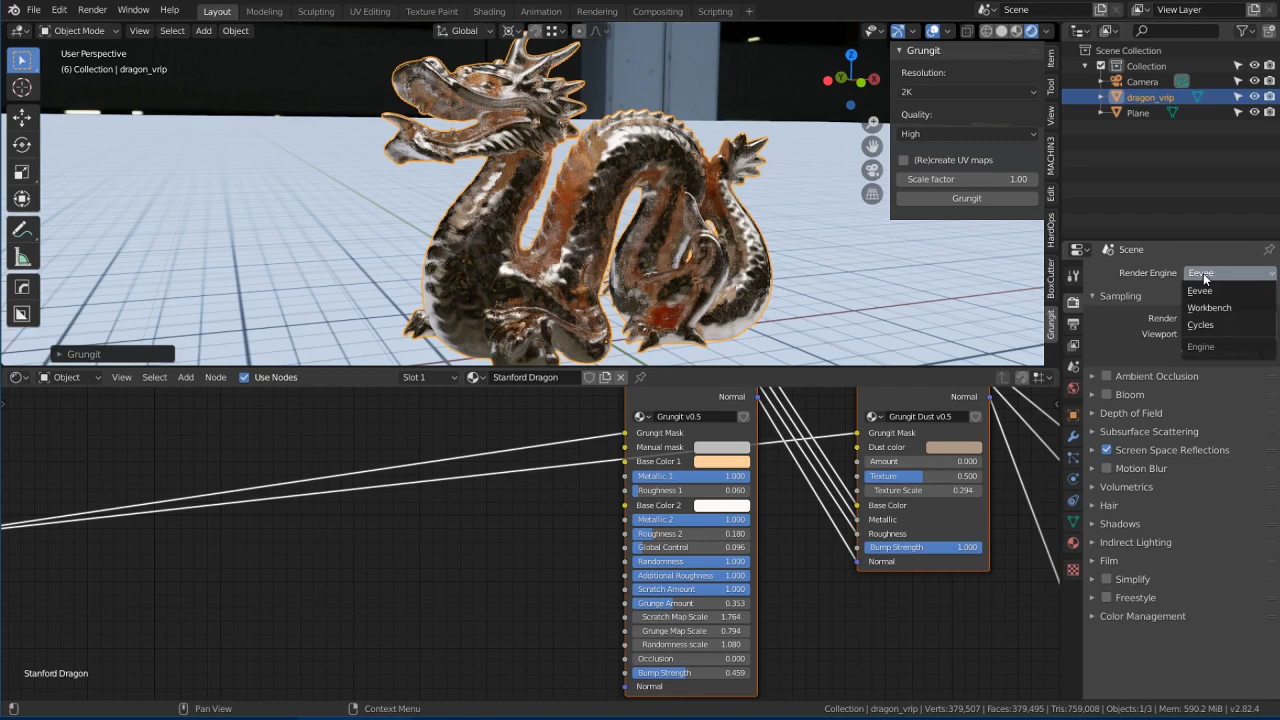 File Edit Render Window Help Layout Modeling Sculpting UV Editing Texture Paint Shading Animation Rendering Compositing Scripting + Scene View Layer
Object Mode View Select Add Object Global
User Perspective
(6) Collection | dragon_vrip
Grungit
Resolution:
2K
Quality:
High
(Re)create UV maps
Scale factor 1.00
Grungit
Item
Tool
View
MACHIN3
Edit
HardOps
BoxCutter
Grungit
Scene Collection
Collection
Camera
dragon_vrip
Plane
Scene
Render Engine Eevee
Eevee
Workbench
Cycles
Engine
Sampling
Render
Viewport
Ambient Occlusion
Bloom
Depth of Field
Subsurface Scattering
Screen Space Reflections
Motion Blur
Volumetrics
Hair
Shadows
Indirect Lighting
Film
Simplify
Freestyle
Color Management
Grungit
Object View Select Add Node Use Nodes Slot 1 Stanford Dragon
Normal
Grungit v0.5
Grungit Mask
Manual mask
Base Color 1
Metallic 1 1.000
Roughness 1 0.060
Base Color 2
Metallic 2 1.000
Roughness 2 0.180
Global Control 0.096
Randomness 1.000
Additional Roughness 1.000
Scratch Amount 1.000
Grunge Amount 0.353
Scratch Map Scale 1.764
Grunge Map Scale 0.794
Randomness scale 1.080
Occlusion 0.000
Bump Strength 0.459
Normal
Normal
Grungit Dust v0.5
Grungit Mask
Dust color
Amount 0.000
Texture 0.500
Texture Scale 0.294
Base Color
Metallic
Roughness
Bump Strength 1.000
Normal
Stanford Dragon
Pan View Context Menu Collection | dragon_vrip | Verts:379,507 | Faces:379,495 | Tris:759,008 | Objects:1/3 | Mem: 590.2 MiB | v2.82.4